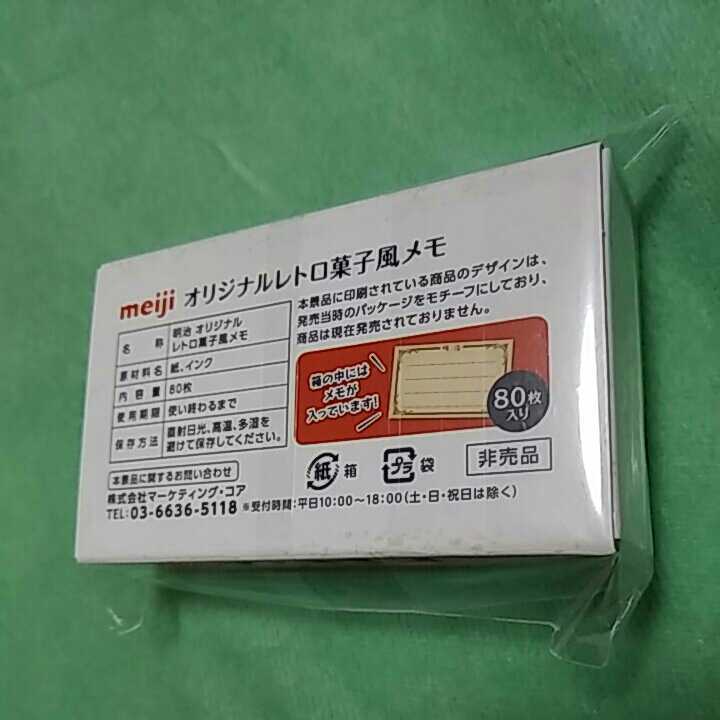 meiji オリジナルレトロ菓子風メモ
名称 明治 オリジナル
レトロ菓子風メモ
原材料名 紙、インク
内容量 80枚
使用期限 使い終わるまで
保存方法 直射日光、高温、多湿を
避けて保存してください。
本景品に関するお問い合わせ
株式会社マーケティング・コア
TEL:03-6636-5118 ※受付時間:平日10:00〜18:00(土・日・祝日は除く)
本景品に印刷されている商品のデザインは、
発売当時のパッケージをモチーフにしており、
商品は現在発売されておりません。
箱の中には
メモが
入っています!
80枚
入り
紙 箱 プラ 袋 非売品